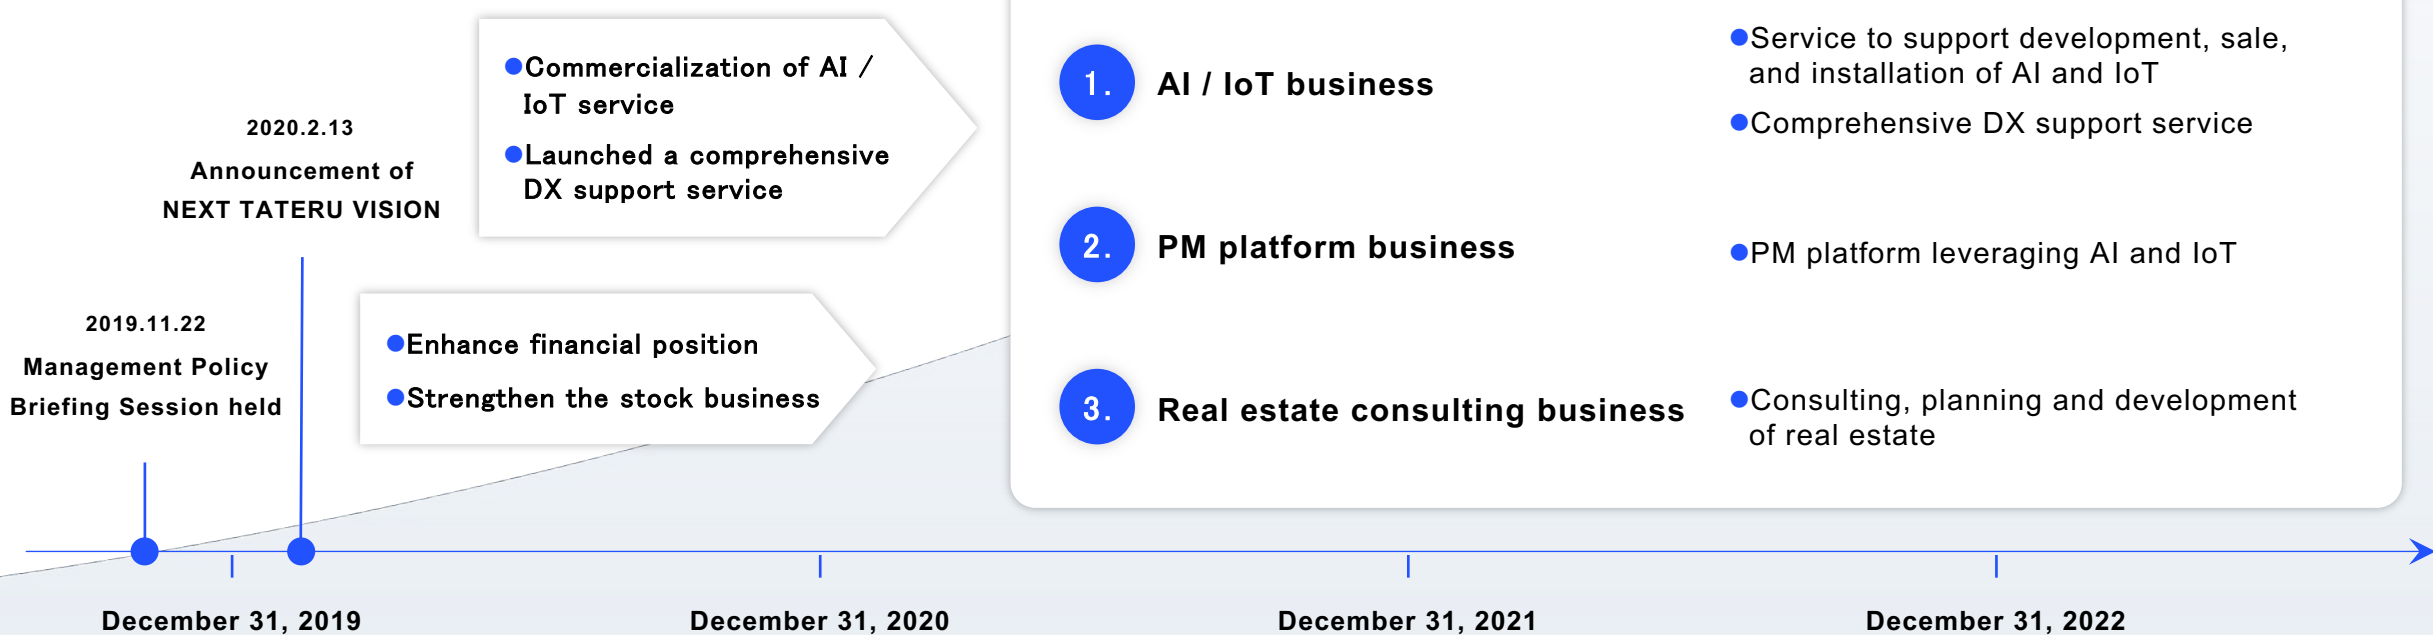 2019.11.22
Management Policy
Briefing Session held
2020.2.13
Announcement of
NEXT TATERU VISION
●Commercialization of AI /
IoT service
●Launched a comprehensive
DX support service
●Enhance financial position
●Strengthen the stock business
1. AI / IoT business
●Service to support development, sale,
and installation of AI and IoT
●Comprehensive DX support service
2. PM platform business
●PM platform leveraging AI and IoT
3. Real estate consulting business
●Consulting, planning and development
of real estate
December 31, 2019
December 31, 2020
December 31, 2021
December 31, 2022